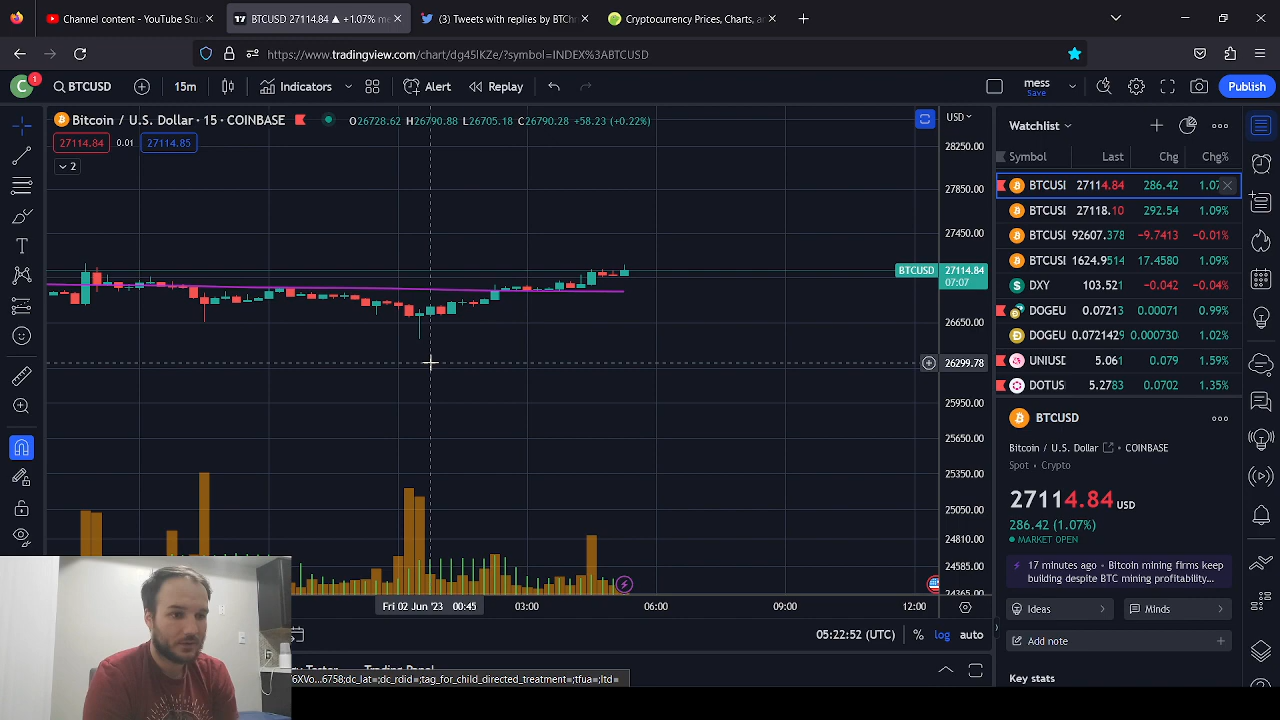 Channel content - YouTube Stu
BTCUSD 27114.84 ▲ +1.07% me
(3) Tweets with replies by BTChr
Cryptocurrency Prices, Charts, an
https://www.tradingview.com/chart/dg45lKZe/?symbol=INDEX%3ABTCUSD
C 1 BTCUSD 15m Indicators Alert Replay mess Save Publish
Bitcoin / U.S. Dollar · 15 · COINBASE O26728.62 H26790.88 L26705.18 C26790.28 +58.23 (+0.22%)
USD
27114.84 0.01 27114.85
2
28250.00
27850.00
27450.00
BTCUSD 27114.84
07:07
26650.00
26299.78
25950.00
25650.00
25350.00
25050.00
24810.00
24585.00
24365.00
Fri 02 Jun '23 00:45 03:00 06:00 09:00 12:00
05:22:52 (UTC) % log auto
Trading Panel
6XVo...6758;dc_lat=;dc_rdid=;tag_for_child_directed_treatment=;tfua=;ltd=
Watchlist
Symbol Last Chg Chg%
BTCUSI 27114.84 286.42 1.07
BTCUSI 27118.10 292.54 1.09%
BTCUSI 92607.378 −9.7413 −0.01%
BTCUSI 1624.9514 17.4580 1.09%
DXY 103.521 −0.042 −0.04%
DOGEU 0.07213 0.00071 0.99%
DOGEU 0.0721429 0.000730 1.02%
UNIUSE 5.061 0.079 1.59%
DOTUS 5.2783 0.0702 1.35%
BTCUSD
Bitcoin / U.S. Dollar COINBASE
Spot · Crypto
27114.84 USD
286.42 (1.07%)
MARKET OPEN
17 minutes ago · Bitcoin mining firms keep
building despite BTC mining profitability...
Ideas Minds
Add note
Key stats